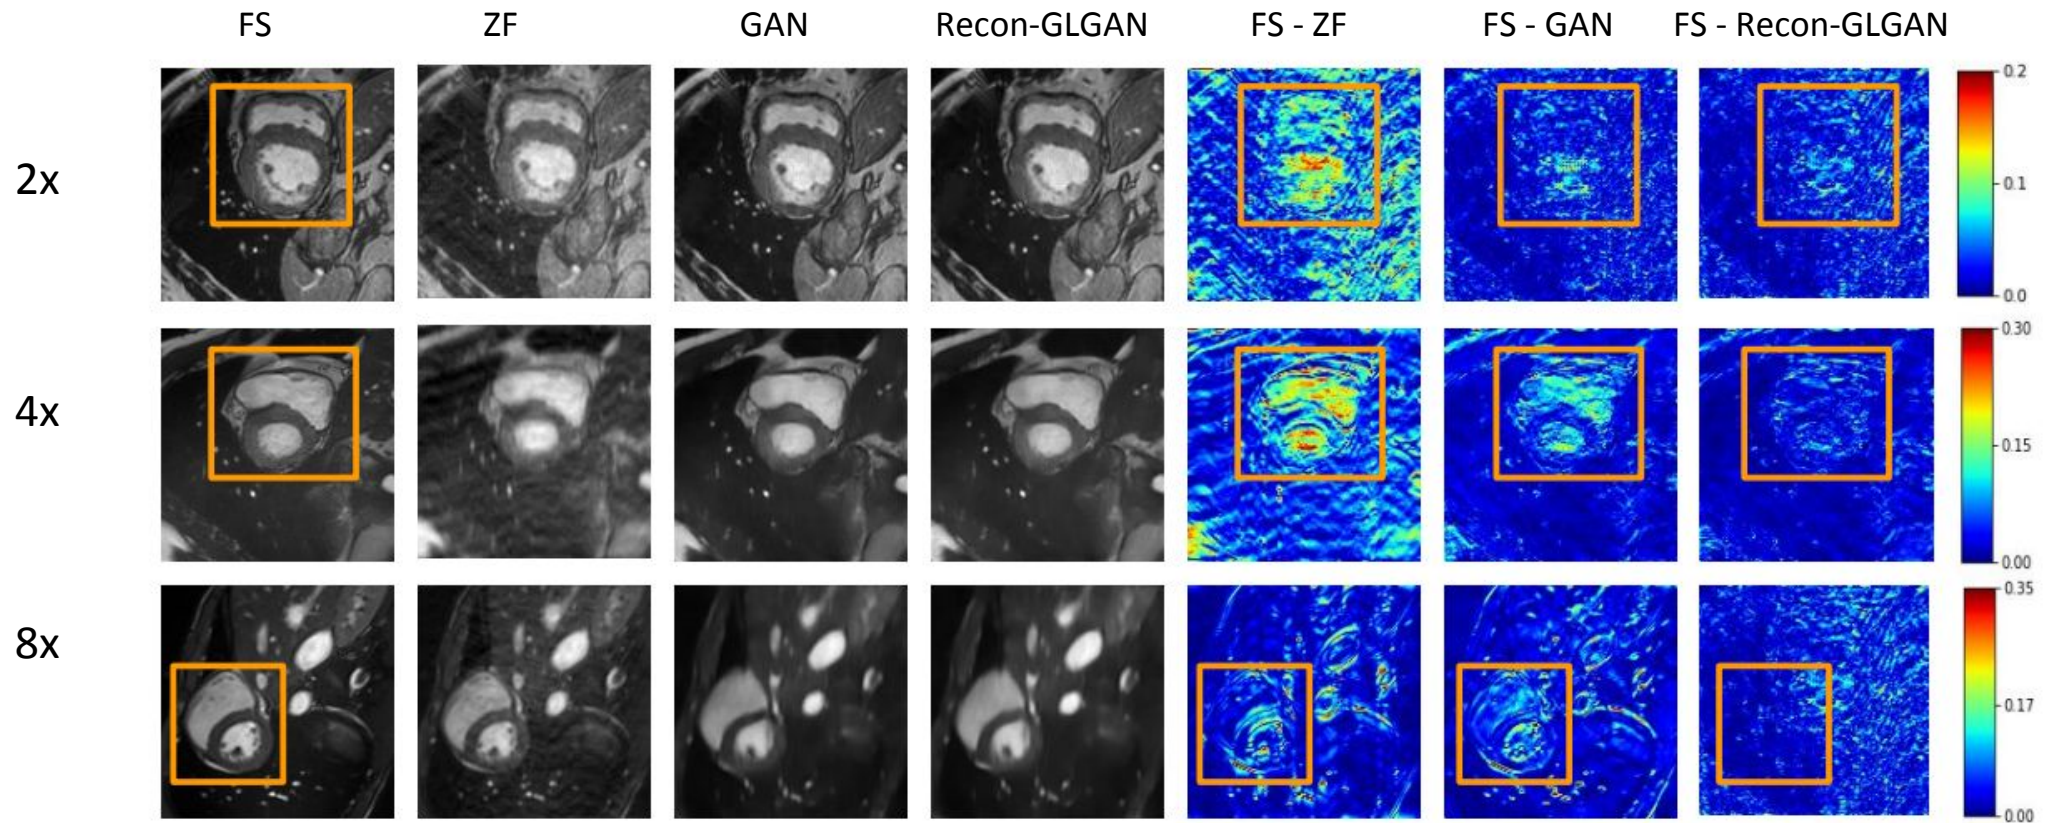 FS ZF GAN Recon-GLGAN FS - ZF FS - GAN FS - Recon-GLGAN
2x
0.2
0.1
0.0
4x
0.30
0.15
0.00
8x
0.35
0.17
0.00